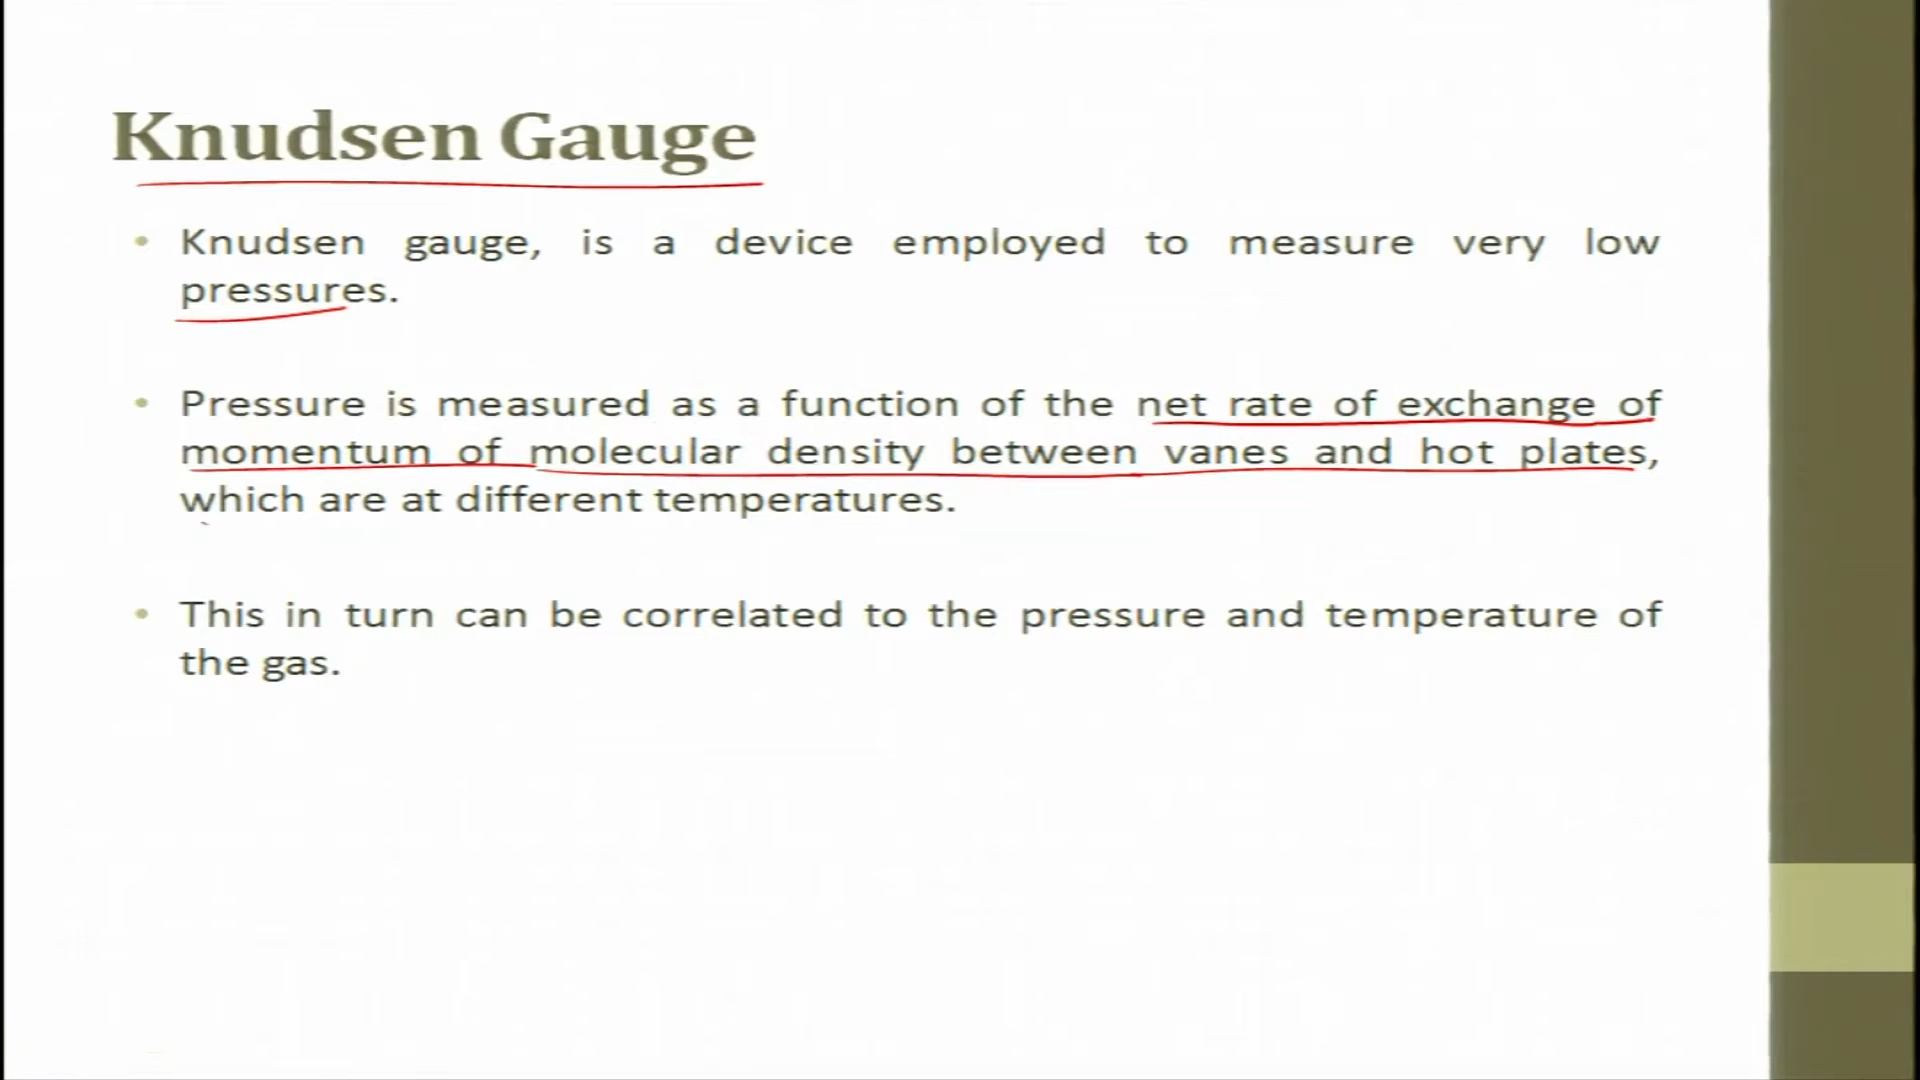 Knudsen Gauge
• Knudsen gauge, is a device employed to measure very low
pressures.
• Pressure is measured as a function of the net rate of exchange of
momentum of molecular density between vanes and hot plates,
which are at different temperatures.
• This in turn can be correlated to the pressure and temperature of
the gas.